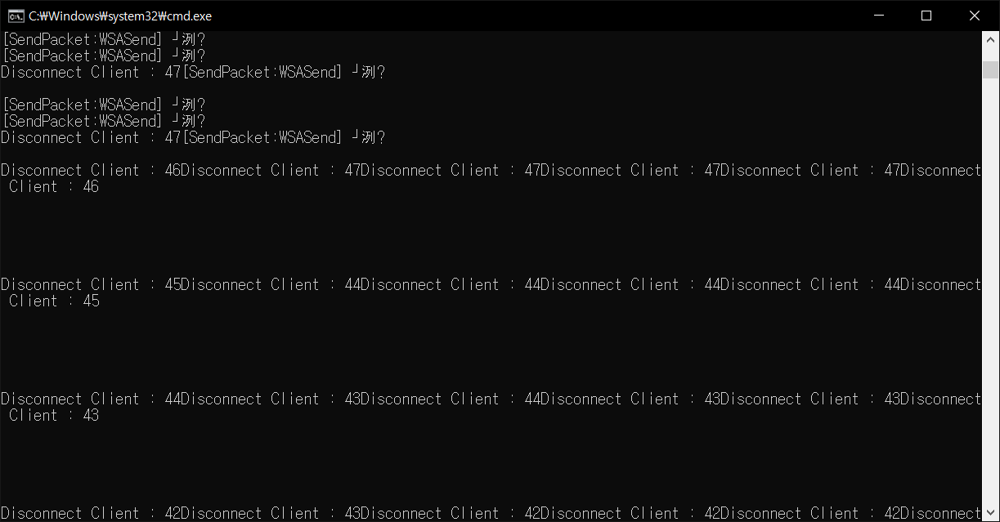 C:₩Windows₩system32₩cmd.exe
[SendPacket:WSASend] ┘洌?
[SendPacket:WSASend] ┘洌?
Disconnect Client : 47[SendPacket:WSASend] ┘洌?
[SendPacket:WSASend] ┘洌?
[SendPacket:WSASend] ┘洌?
Disconnect Client : 47[SendPacket:WSASend] ┘洌?
Disconnect Client : 46Disconnect Client : 47Disconnect Client : 47Disconnect Client : 47Disconnect Client : 47Disconnect
Client : 46
Disconnect Client : 45Disconnect Client : 44Disconnect Client : 44Disconnect Client : 44Disconnect Client : 44Disconnect
Client : 45
Disconnect Client : 44Disconnect Client : 43Disconnect Client : 44Disconnect Client : 43Disconnect Client : 43Disconnect
Client : 43
Disconnect Client : 42Disconnect Client : 43Disconnect Client : 42Disconnect Client : 42Disconnect Client : 42Disconnect